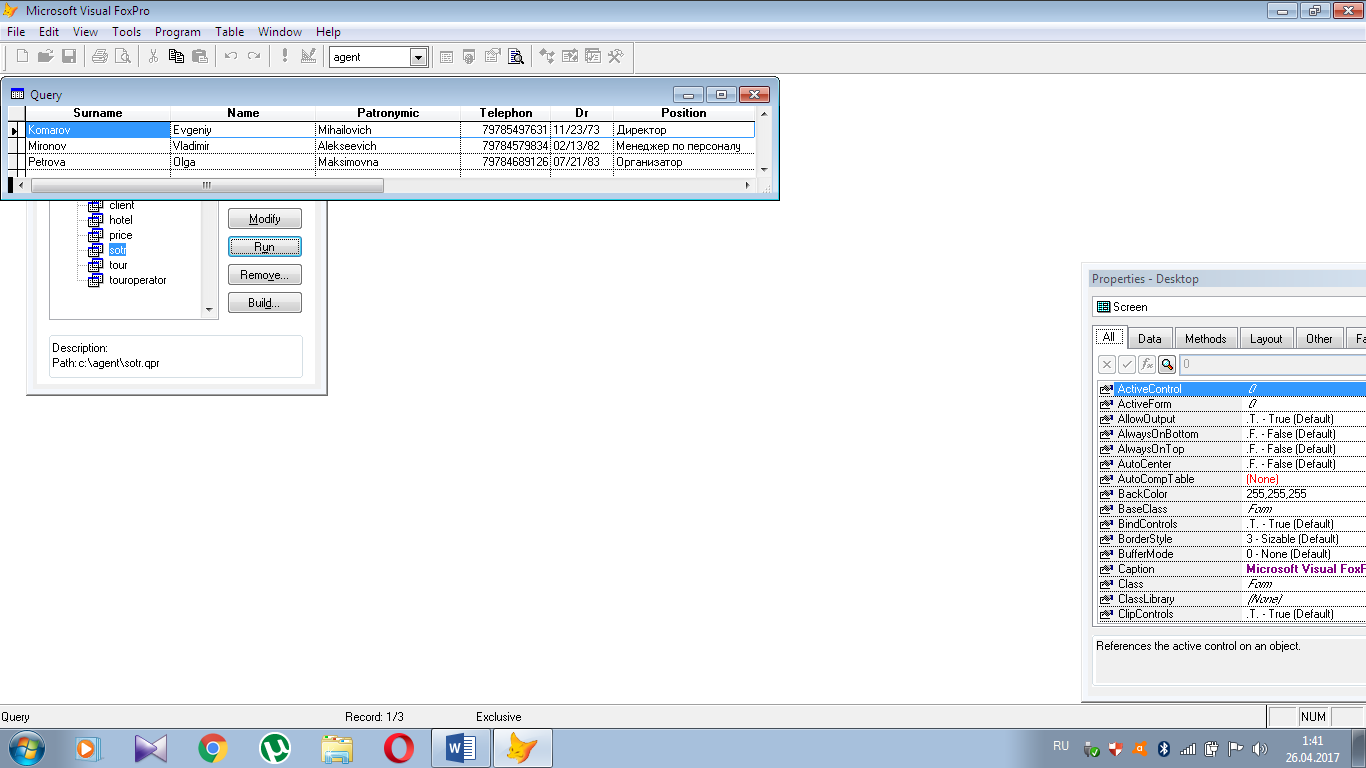 Microsoft Visual FoxPro
File Edit View Tools Program Table Window Help
agent
Query
Surname Name Patronymic Telephon Dr Position
Komarov Evgeniy Mihailovich 79785497631 11/23/73 Директор
Mironov Vladimir Alekseevich 79784579834 02/13/82 Менеджер по персоналу
Petrova Olga Maksimovna 79784689126 07/21/83 Организатор
client
hotel
price
sotr
tour
touroperator
Modify
Run
Remove...
Build...
Description:
Path: c:\agent\sotr.qpr
Properties - Desktop
Screen
All Data Methods Layout Other Fa
0
ActiveControl 0
ActiveForm 0
AllowOutput .T. - True (Default)
AlwaysOnBottom .F. - False (Default)
AlwaysOnTop .F. - False (Default)
AutoCenter .F. - False (Default)
AutoCompTable (None)
BackColor 255,255,255
BaseClass Form
BindControls .T. - True (Default)
BorderStyle 3 - Sizable (Default)
BufferMode 0 - None (Default)
Caption Microsoft Visual FoxP
Class Form
ClassLibrary (None)
ClipControls .T. - True (Default)
References the active control on an object.
Query Record: 1/3 Exclusive NUM
RU 1:41
26.04.2017